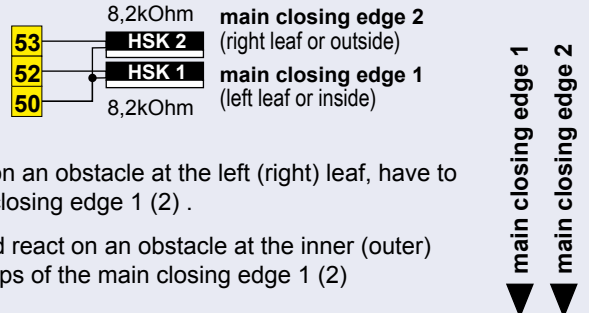 8,2kOhm
main closing edge 2
53
HSK 2
(right leaf or outside)
52
HSK 1
main closing edge 1
50
(left leaf or inside)
8,2kOhm
on an obstacle at the left (right) leaf, have to
closing edge 1 (2) .
react on an obstacle at the inner (outer)
of the main closing edge 1 (2)
main closing edge 1
main closing edge 2